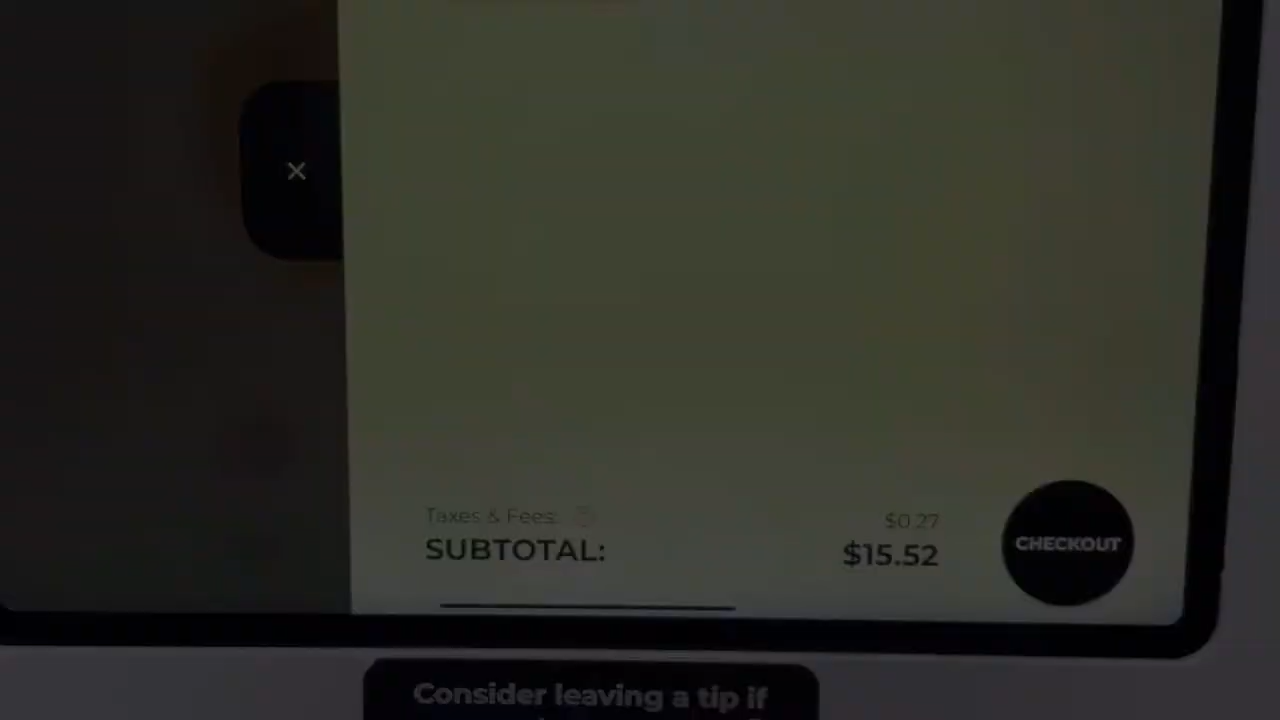 ×
Taxes & Fees: $0.27
SUBTOTAL: $15.52
CHECKOUT
Consider leaving a tip if